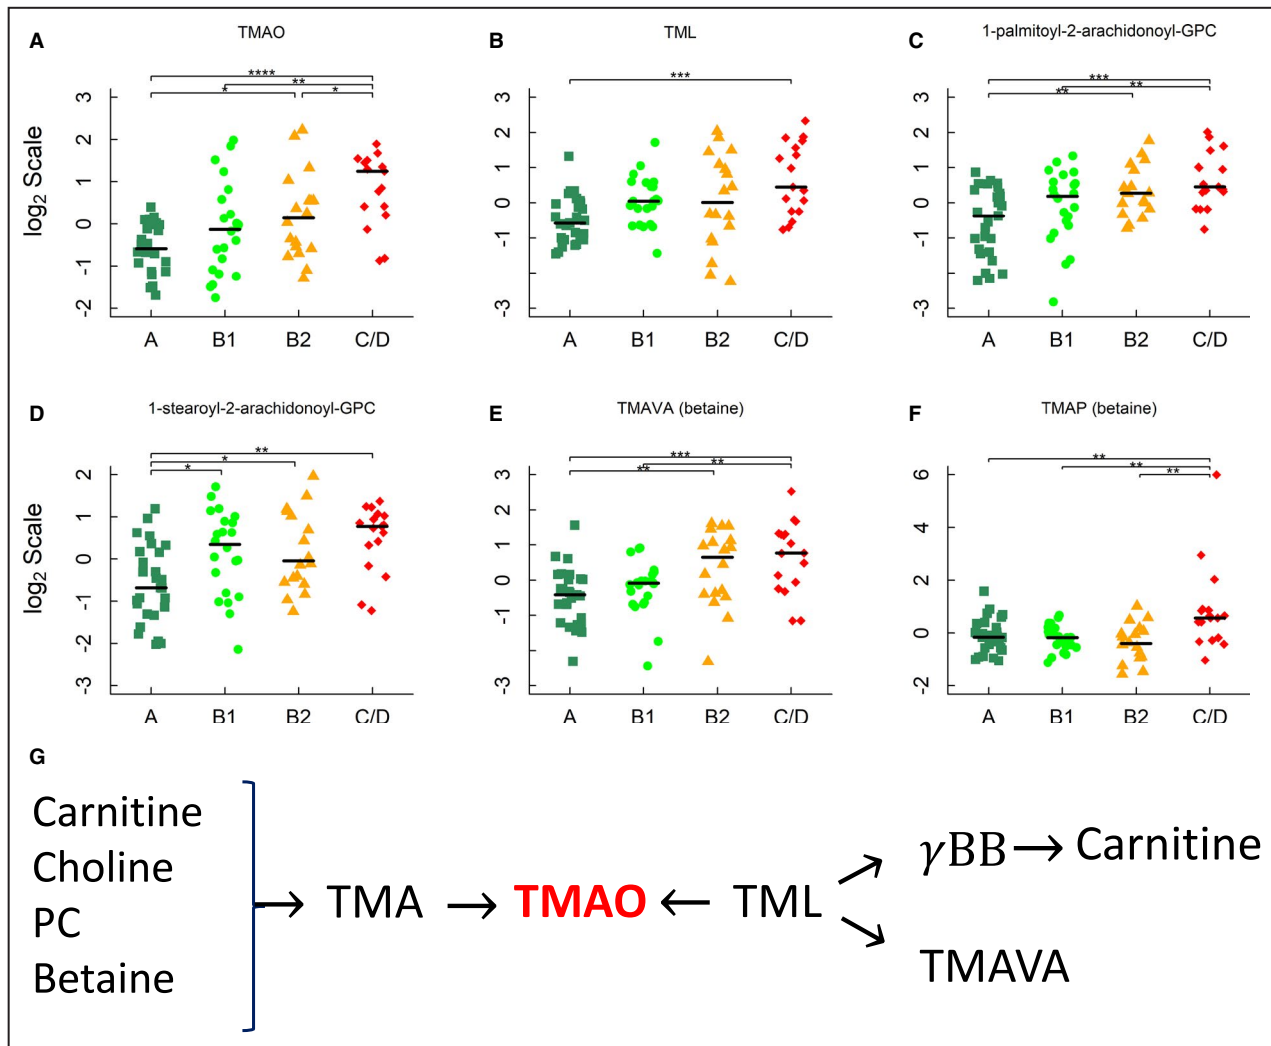 A TMAO
B TML
C 1-palmitoyl-2-arachidonoyl-GPC
****
**
* *
***
***
**
**
log2 Scale
3
2
1
0
-1
-2
3
2
1
0
-1
-3
3
2
1
0
-1
-3
A B1 B2 C/D
A B1 B2 C/D
A B1 B2 C/D
D 1-stearoyl-2-arachidonoyl-GPC
E TMAVA (betaine)
F TMAP (betaine)
**
*
*
***
**
**
**
**
**
log2 Scale
2
1
0
-1
-2
-3
3
2
1
0
-1
-3
6
4
2
0
-2
A B1 B2 C/D
A B1 B2 C/D
A B1 B2 C/D
G
Carnitine
Choline
PC
Betaine
→ TMA → TMAO ← TML
γBB → Carnitine
TMAVA